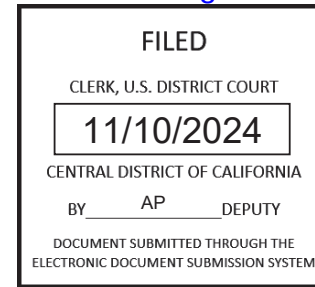 FILED
CLERK, U.S. DISTRICT COURT
11/10/2024
CENTRAL DISTRICT OF CALIFORNIA
BY AP DEPUTY
DOCUMENT SUBMITTED THROUGH THE
ELECTRONIC DOCUMENT SUBMISSION SYSTEM